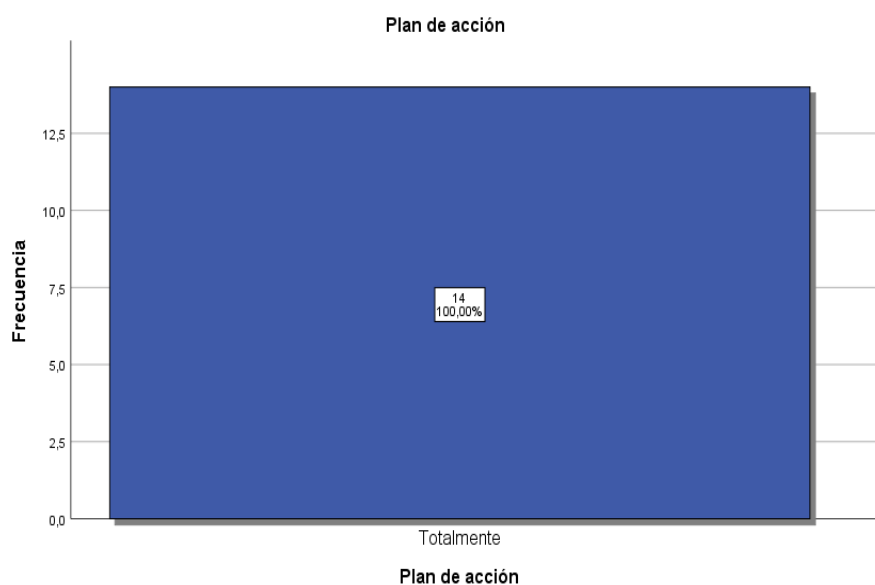 Plan de acción
12,5
10,0
7,5
5,0
2,5
0,0
Frecuencia
14
100,00%
Totalmente
Plan de acción